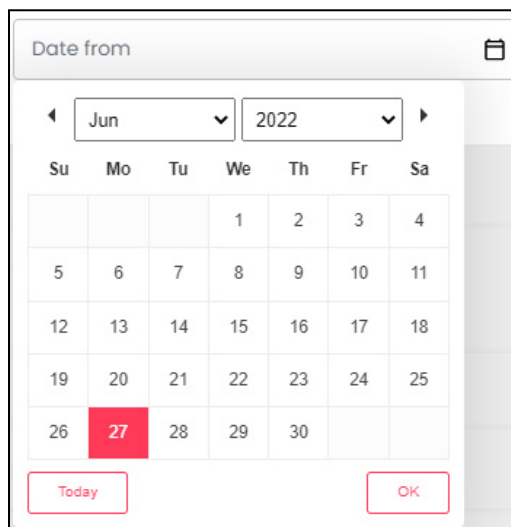 Date from
Jun 2022
Su Mo Tu We Th Fr Sa
1 2 3 4
5 6 7 8 9 10 11
12 13 14 15 16 17 18
19 20 21 22 23 24 25
26 27 28 29 30
Today OK